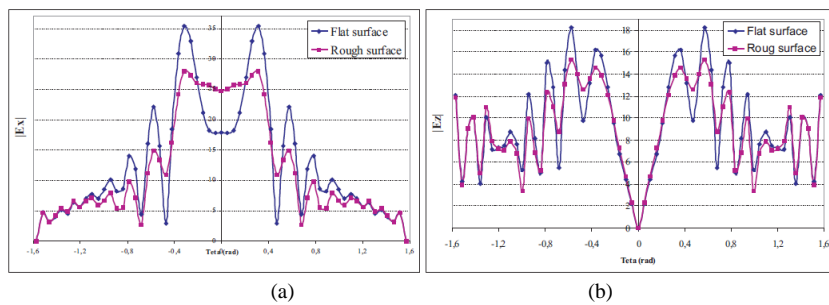 Flat surface
Rough surface
|Ex|
35
30
25
20
15
10
5
0
-1,6 -1,2 -0,8 -0,4 0,0 0,4 0,8 1,2 1,6
Teta (rad)
(a)
Flat surface
Roug surface
|Ez|
18
16
14
12
10
8
6
4
2
0
-1,6 -1,2 -0,8 -0,4 0 0,4 0,8 1,2 1,6
Teta (rad)
(b)